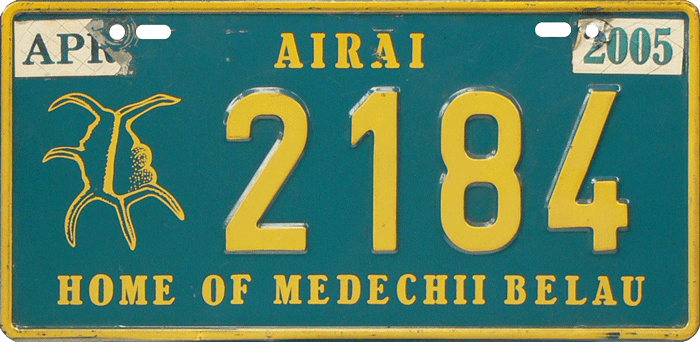 APR AIRAI 2005
2184
HOME OF MEDECHII BELAU